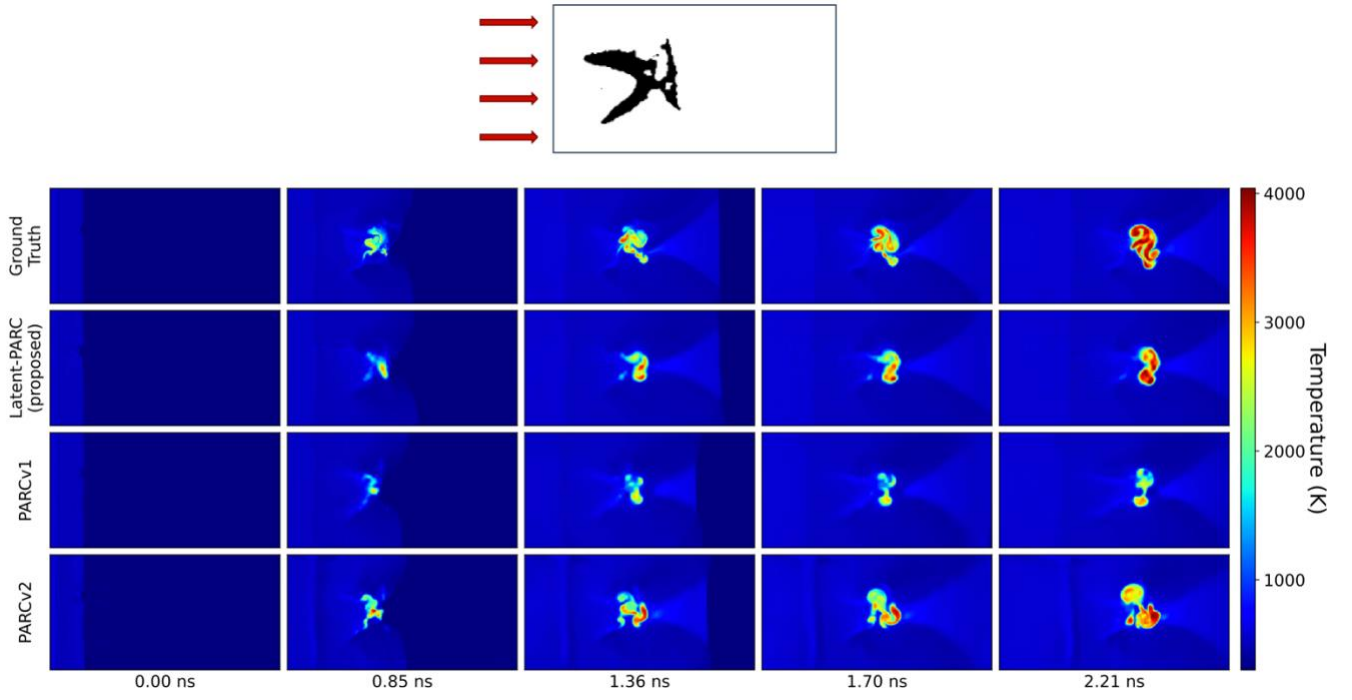 Ground
Truth
Latent-PARC
(proposed)
PARCv1
PARCv2
0.00 ns
0.85 ns
1.36 ns
1.70 ns
2.21 ns
4000
3000
2000
1000
Temperature (K)